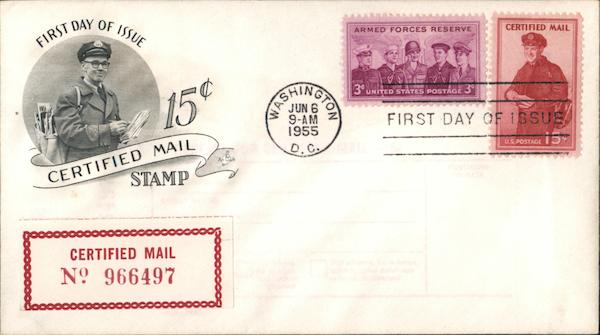 FIRST DAY OF ISSUE
15¢
CERTIFIED MAIL
STAMP
WASHINGTON
JUN 6
9-AM
1955
D.C.
ARMED FORCES RESERVE
3¢ UNITED STATES POSTAGE 3¢
CERTIFIED MAIL
U.S. POSTAGE 15¢
FIRST DAY OF ISSUE
CERTIFIED MAIL
Nº 966497